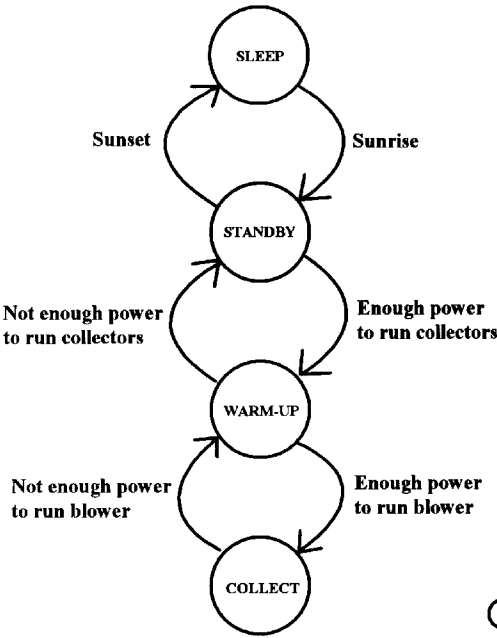 SLEEP
Sunset
Sunrise
STANDBY
Not enough power
to run collectors
Enough power
to run collectors
WARM-UP
Not enough power
to run blower
Enough power
to run blower
COLLECT